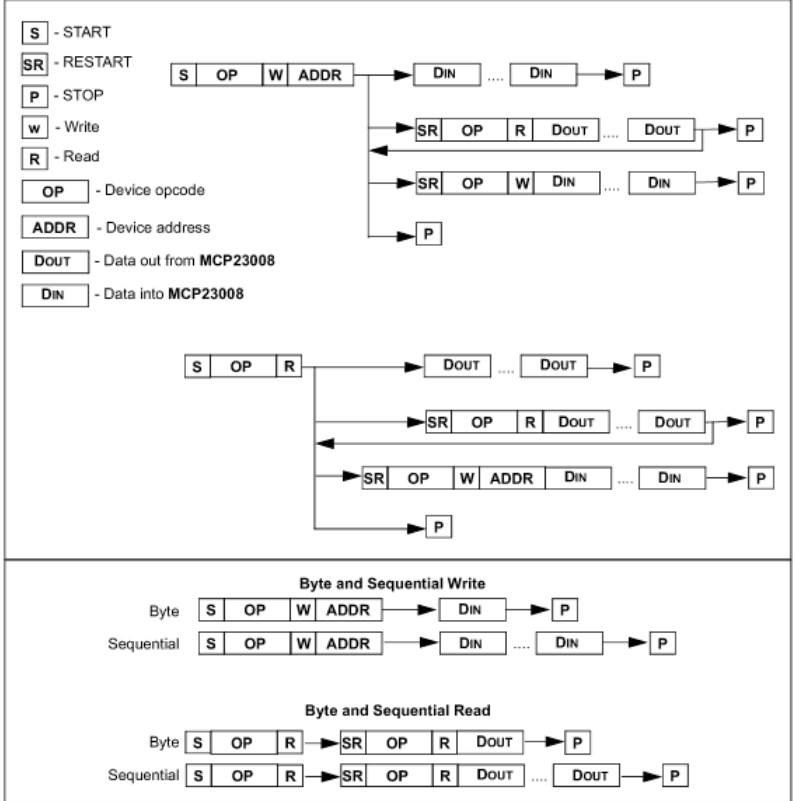 S - START
SR - RESTART
P - STOP
w - Write
R - Read
OP - Device opcode
ADDR - Device address
DOUT - Data out from MCP23008
DIN - Data into MCP23008
S OP W ADDR DIN .... DIN P
SR OP R DOUT .... DOUT P
SR OP W DIN .... DIN P
P
S OP R DOUT .... DOUT P
SR OP R DOUT .... DOUT P
SR OP W ADDR DIN .... DIN P
P
Byte and Sequential Write
Byte S OP W ADDR DIN P
Sequential S OP W ADDR DIN .... DIN P
Byte and Sequential Read
Byte S OP R SR OP R DOUT P
Sequential S OP R SR OP R DOUT .... DOUT P